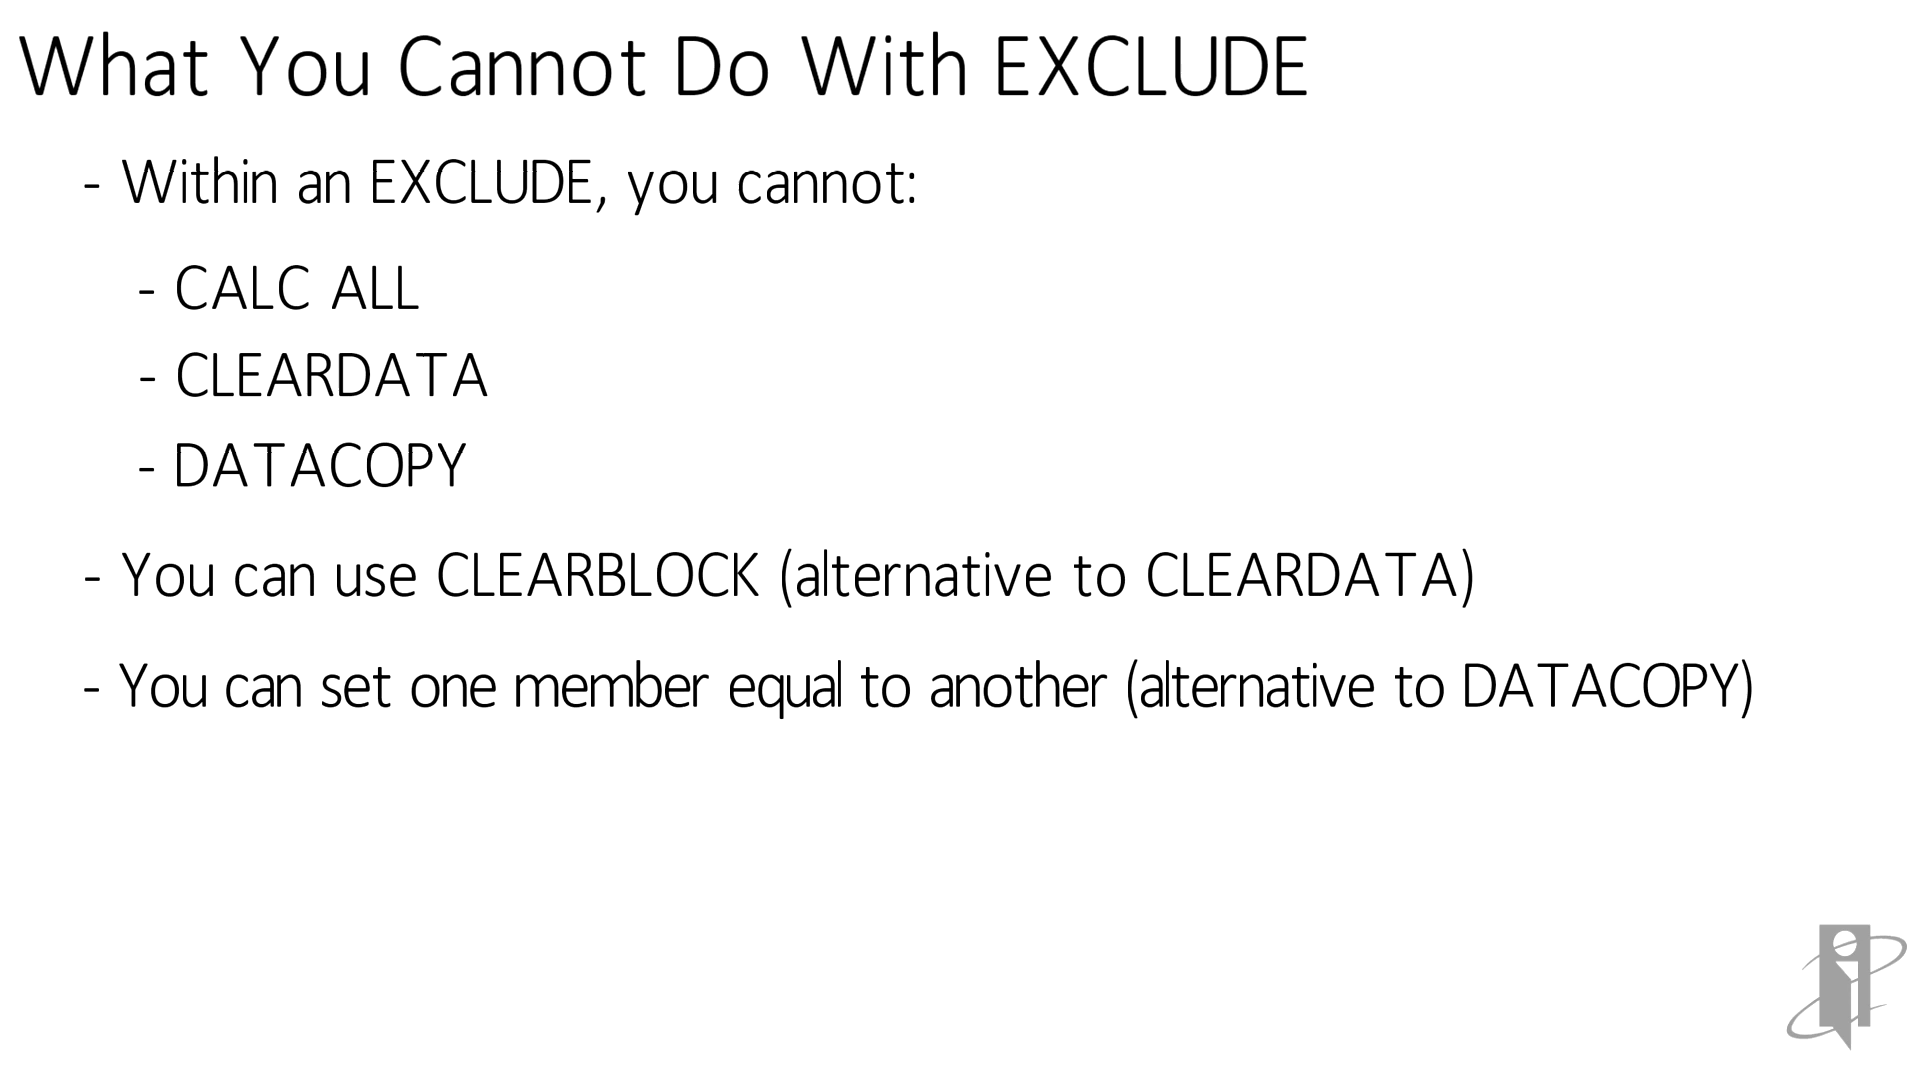 What You Cannot Do With EXCLUDE
- Within an EXCLUDE, you cannot:
- CALC ALL
- CLEARDATA
- DATACOPY
- You can use CLEARBLOCK (alternative to CLEARDATA)
- You can set one member equal to another (alternative to DATACOPY)